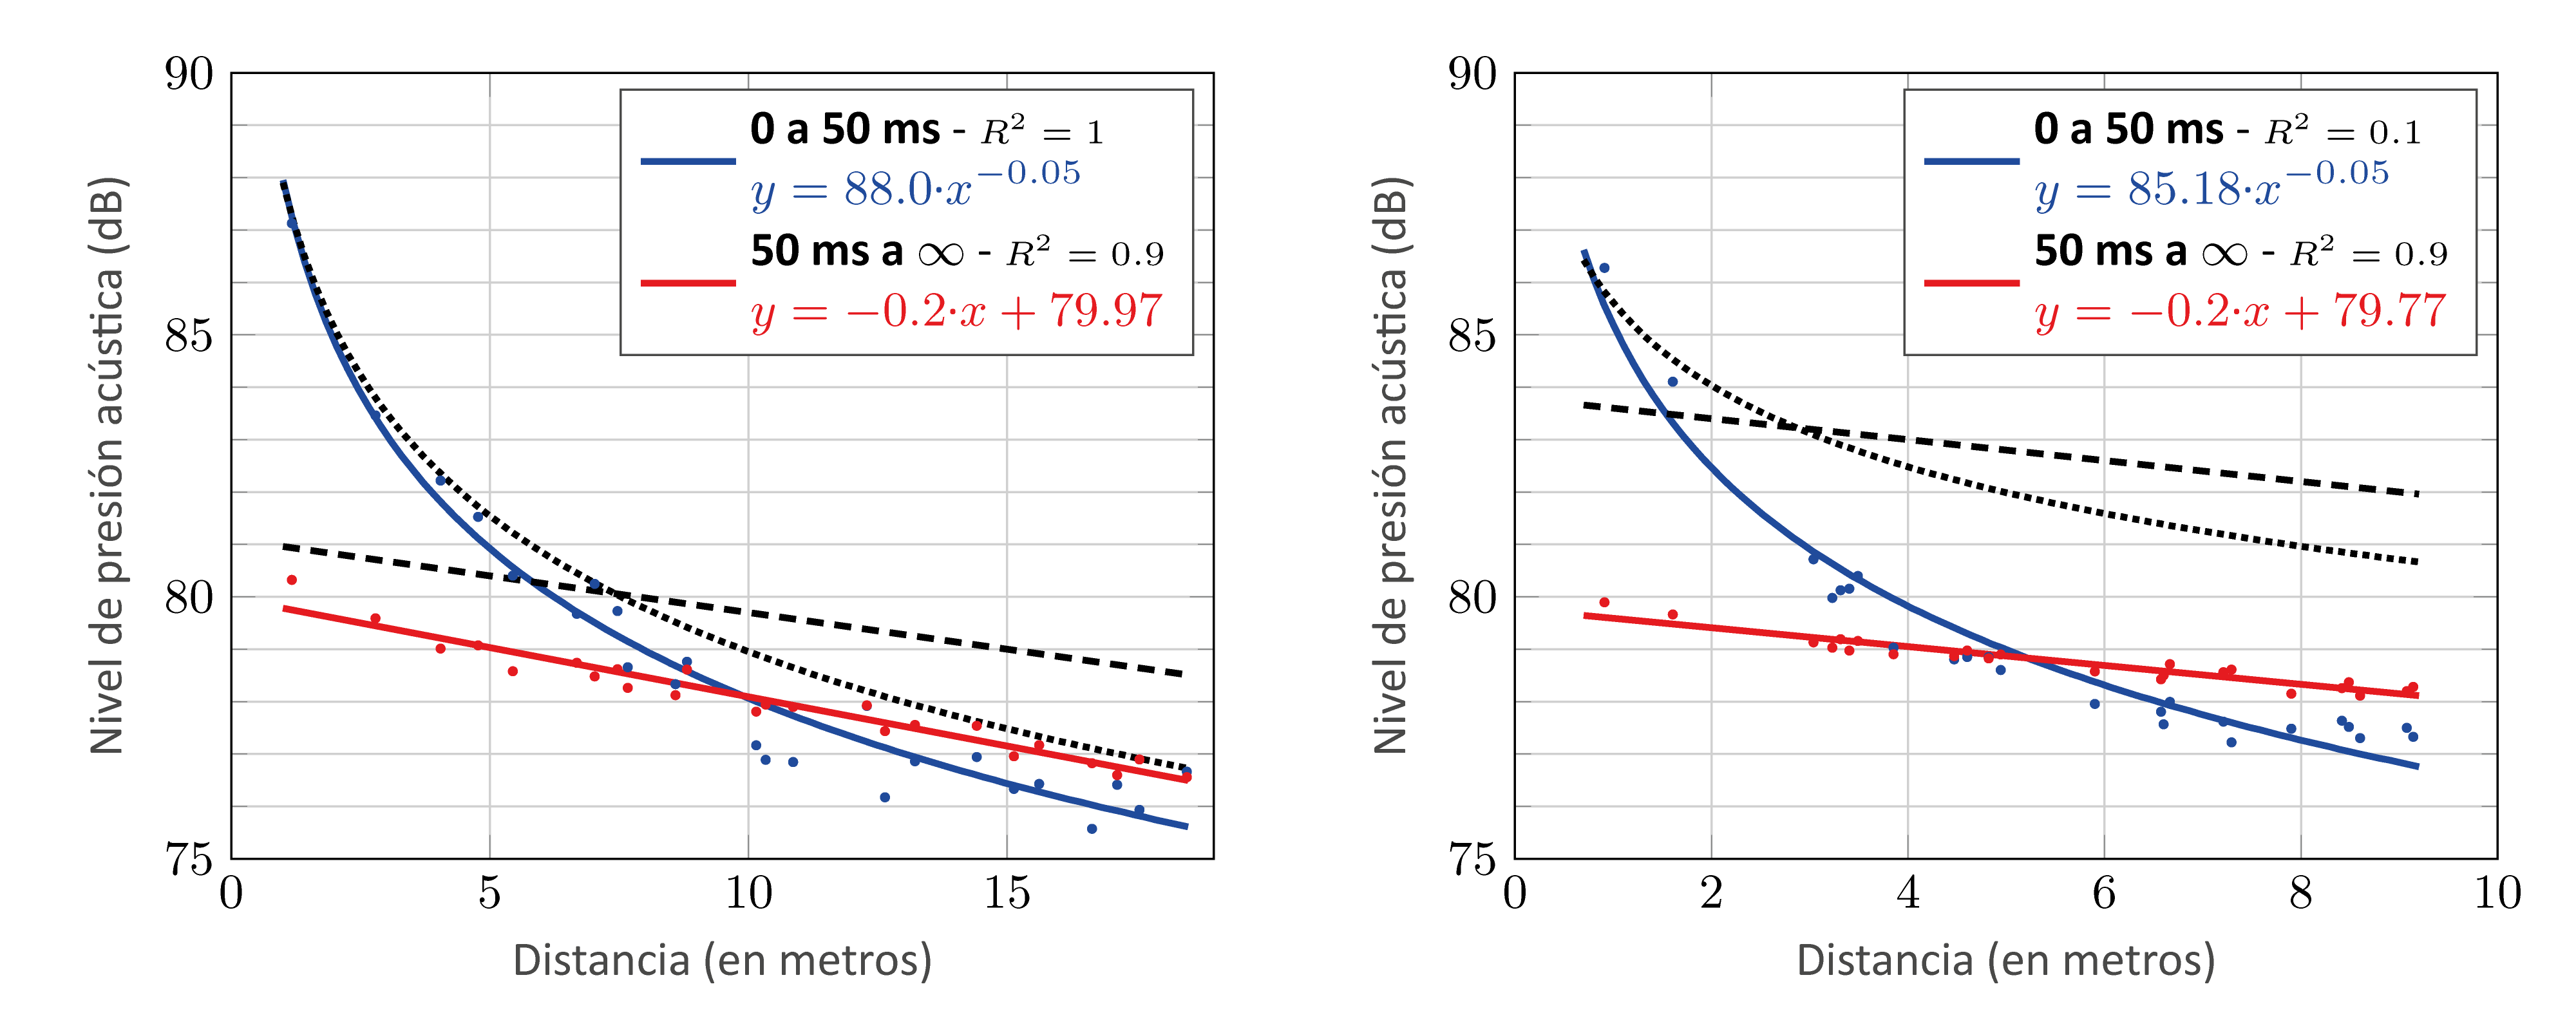 Nivel de presión acústica (dB)
90
85
80
75
0 a 50 ms - R² = 1
y = 88.0·x^−0.05
50 ms a ∞ - R² = 0.9
y = −0.2·x + 79.97
0 5 10 15
Distancia (en metros)
Nivel de presión acústica (dB)
90
85
80
75
0 a 50 ms - R² = 0.1
y = 85.18·x^−0.05
50 ms a ∞ - R² = 0.9
y = −0.2·x + 79.77
0 2 4 6 8 10
Distancia (en metros)